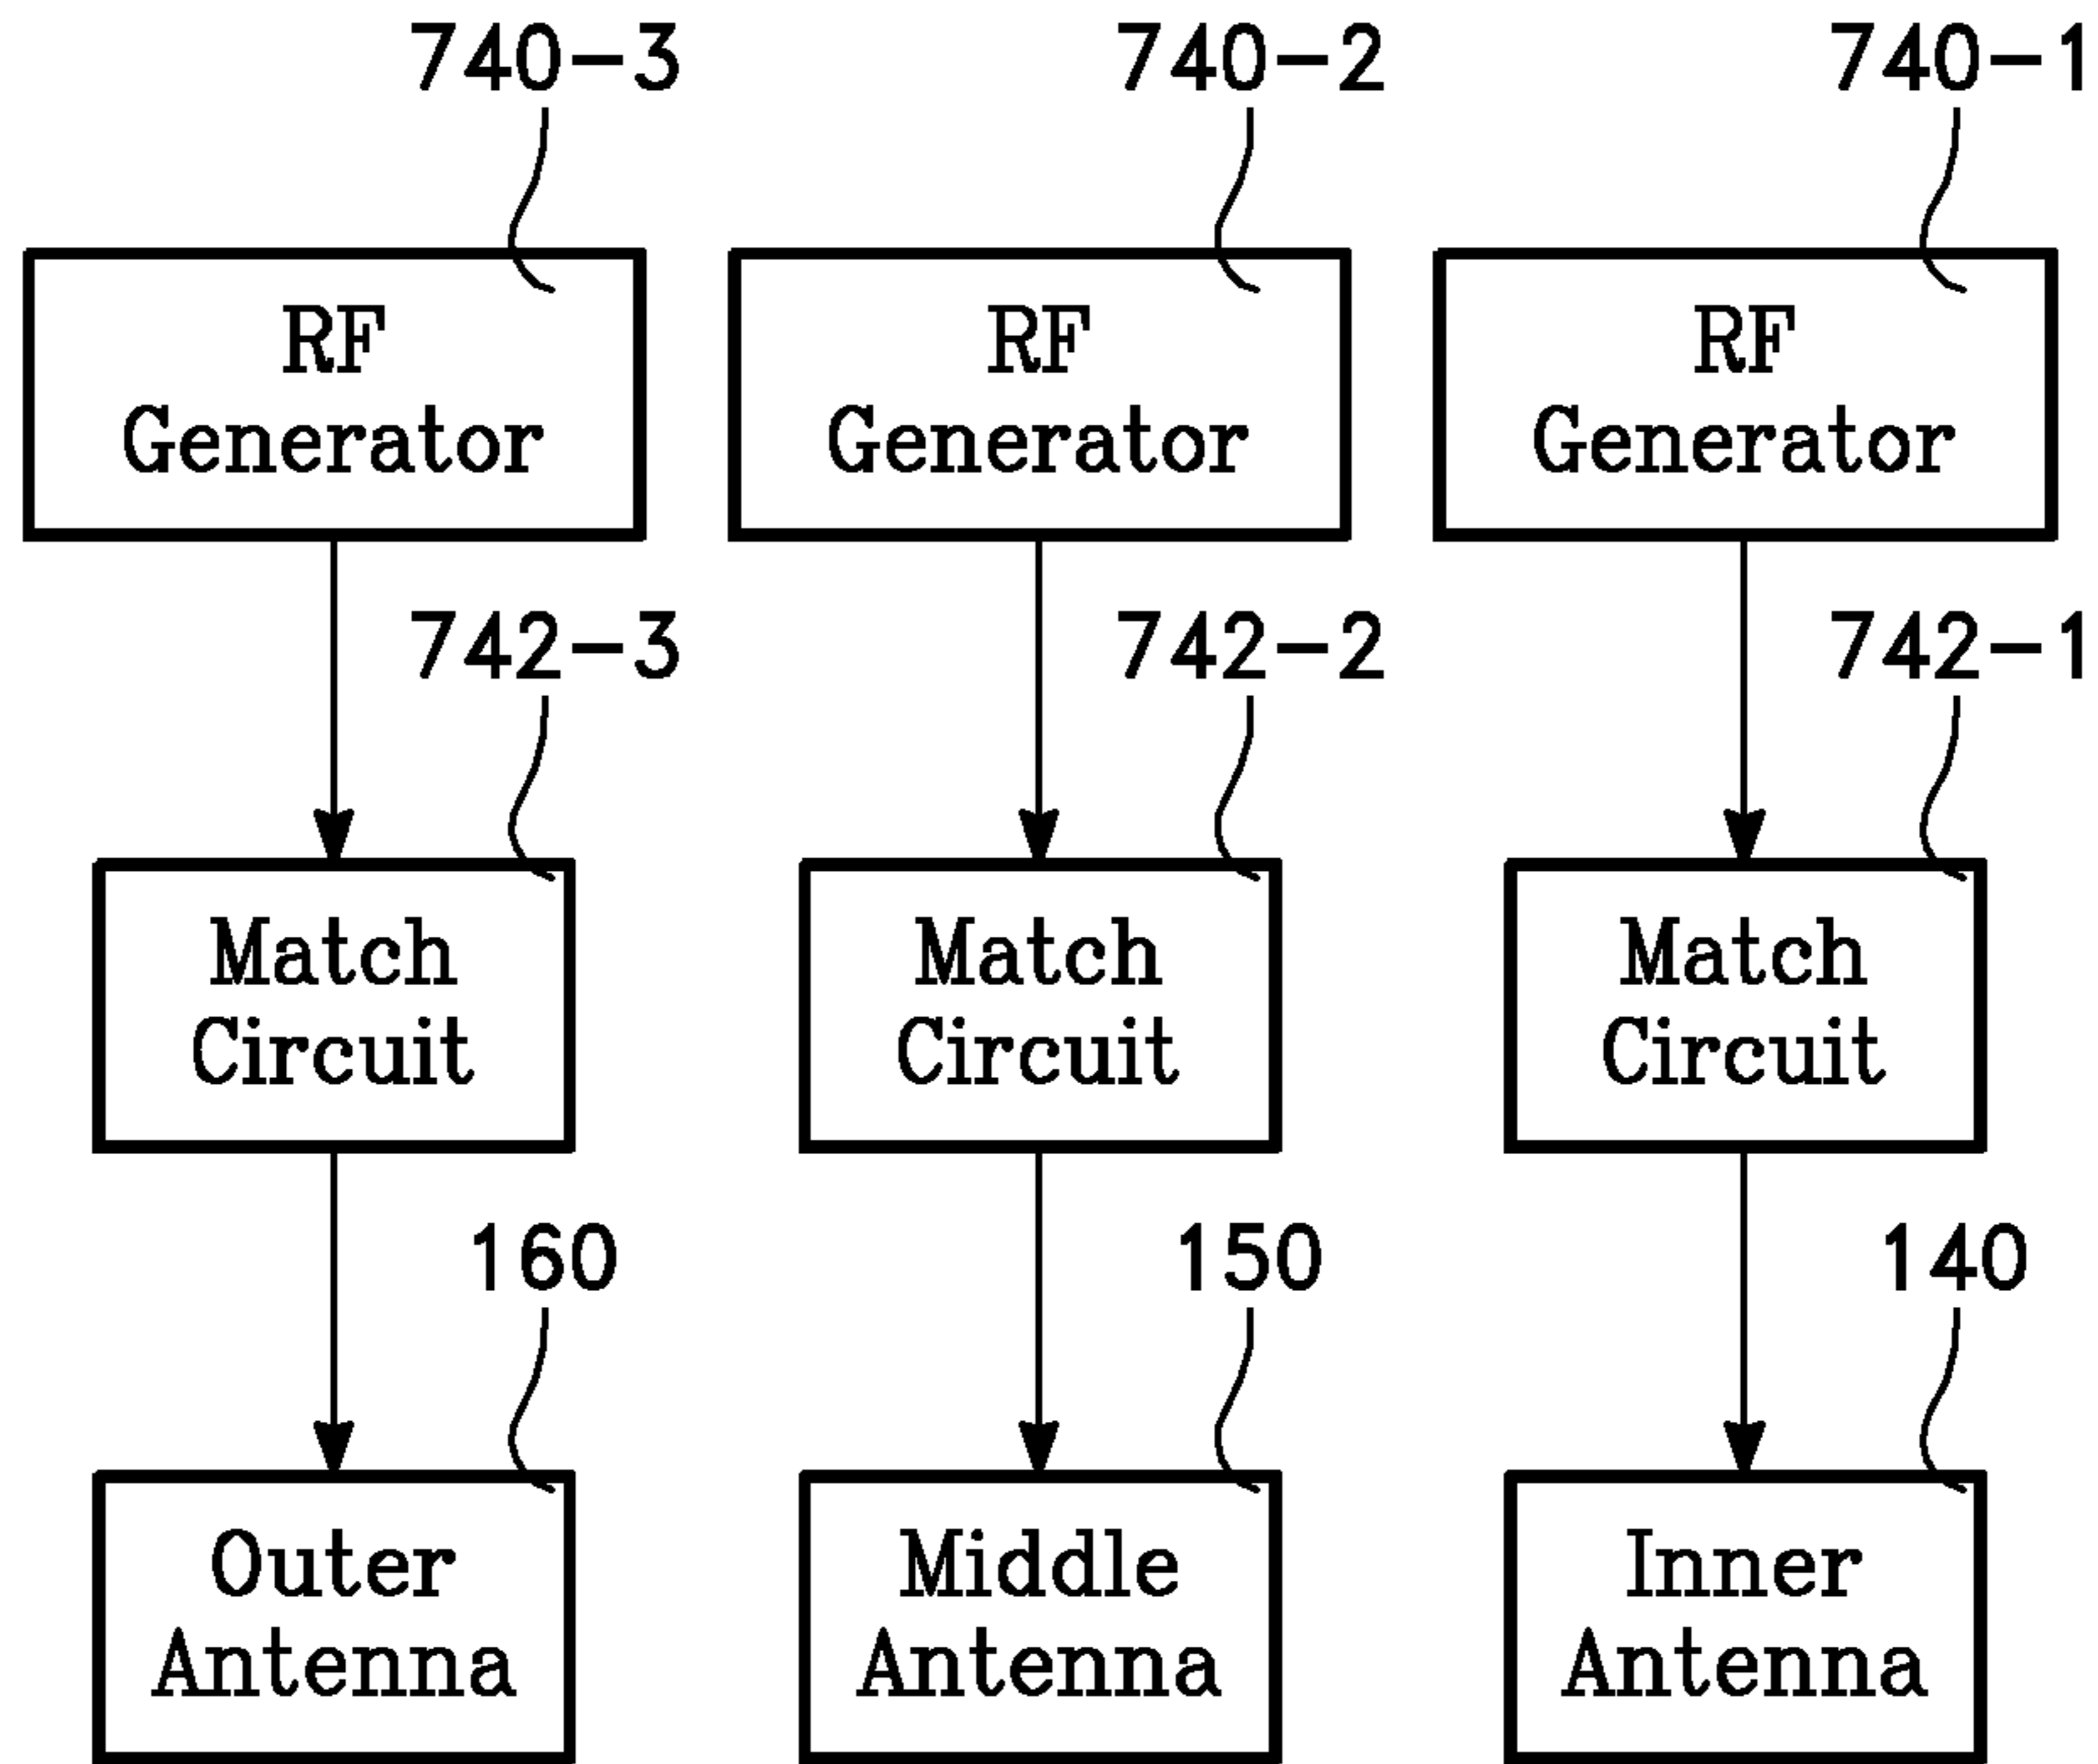 740-3 740-2 740-1
RF RF RF
Generator Generator Generator
742-3 742-2 742-1
Match Match Match
Circuit Circuit Circuit
160 150 140
Outer Middle Inner
Antenna Antenna Antenna